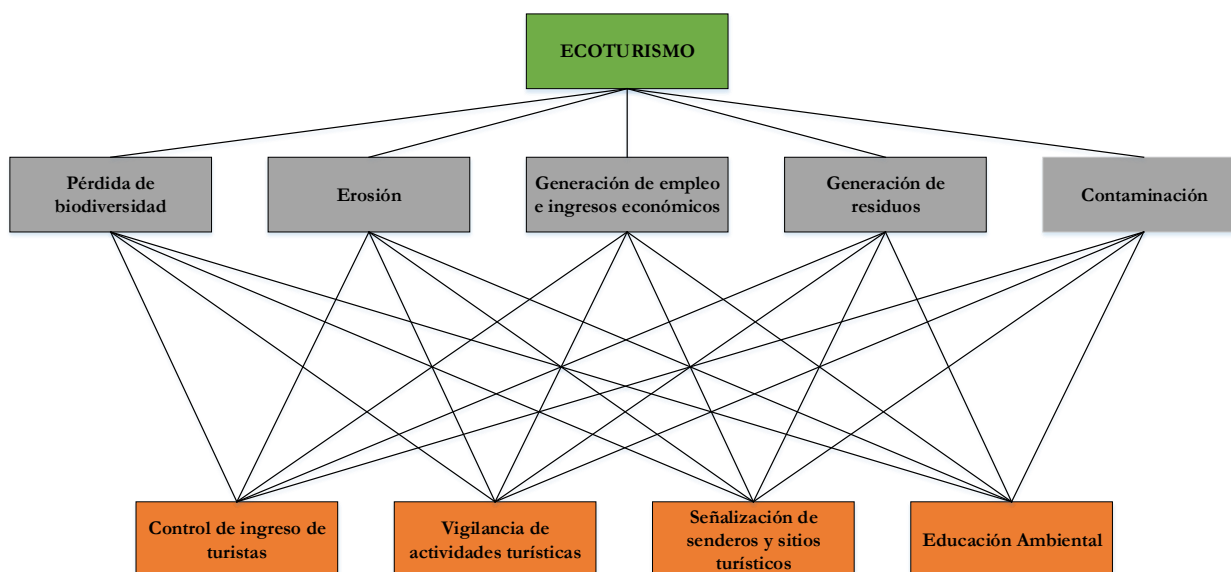 ECOTURISMO
Pérdida de
biodiversidad
Erosión
Generación de empleo
e ingresos económicos
Generación de
residuos
Contaminación
Control de ingreso de
turistas
Vigilancia de
actividades turísticas
Señalización de
senderos y sitios
turísticos
Educación Ambiental